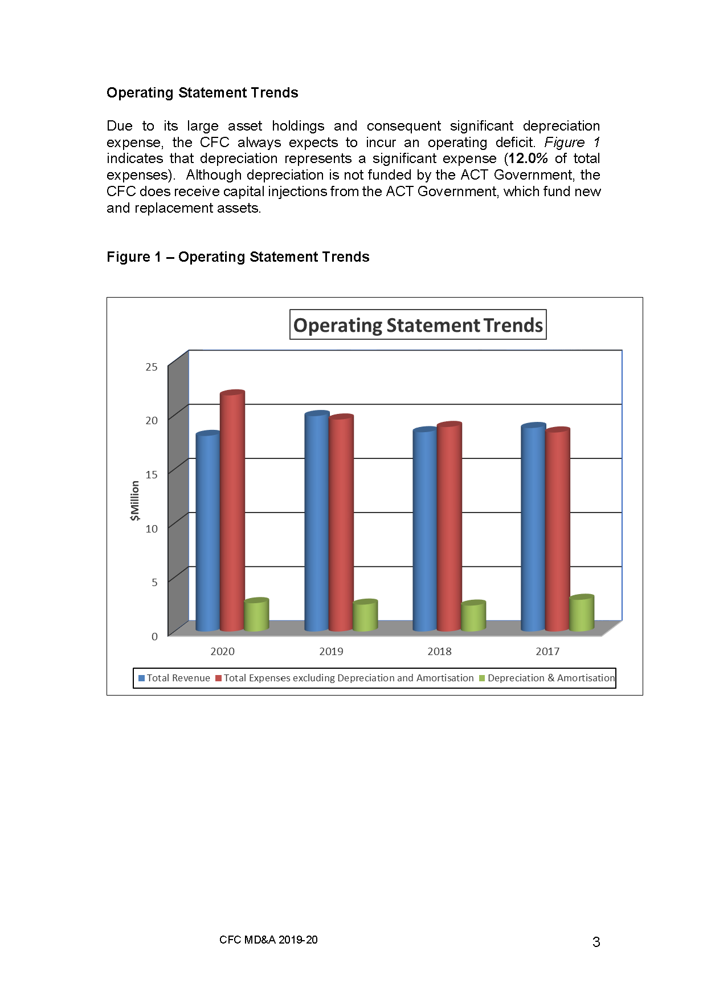 Operating Statement Trends
Due to its large asset holdings and consequent significant depreciation
expense, the CFC always expects to incur an operating deficit. Figure 1
indicates that depreciation represents a significant expense (12.0% of total
expenses). Although depreciation is not funded by the ACT Government, the
CFC does receive capital injections from the ACT Government, which fund new
and replacement assets.
Figure 1 – Operating Statement Trends
Operating Statement Trends
25
20
15
10
5
0
$Million
2020 2019 2018 2017
Total Revenue Total Expenses excluding Depreciation and Amortisation Depreciation & Amortisation
CFC MD&A 2019-20 3